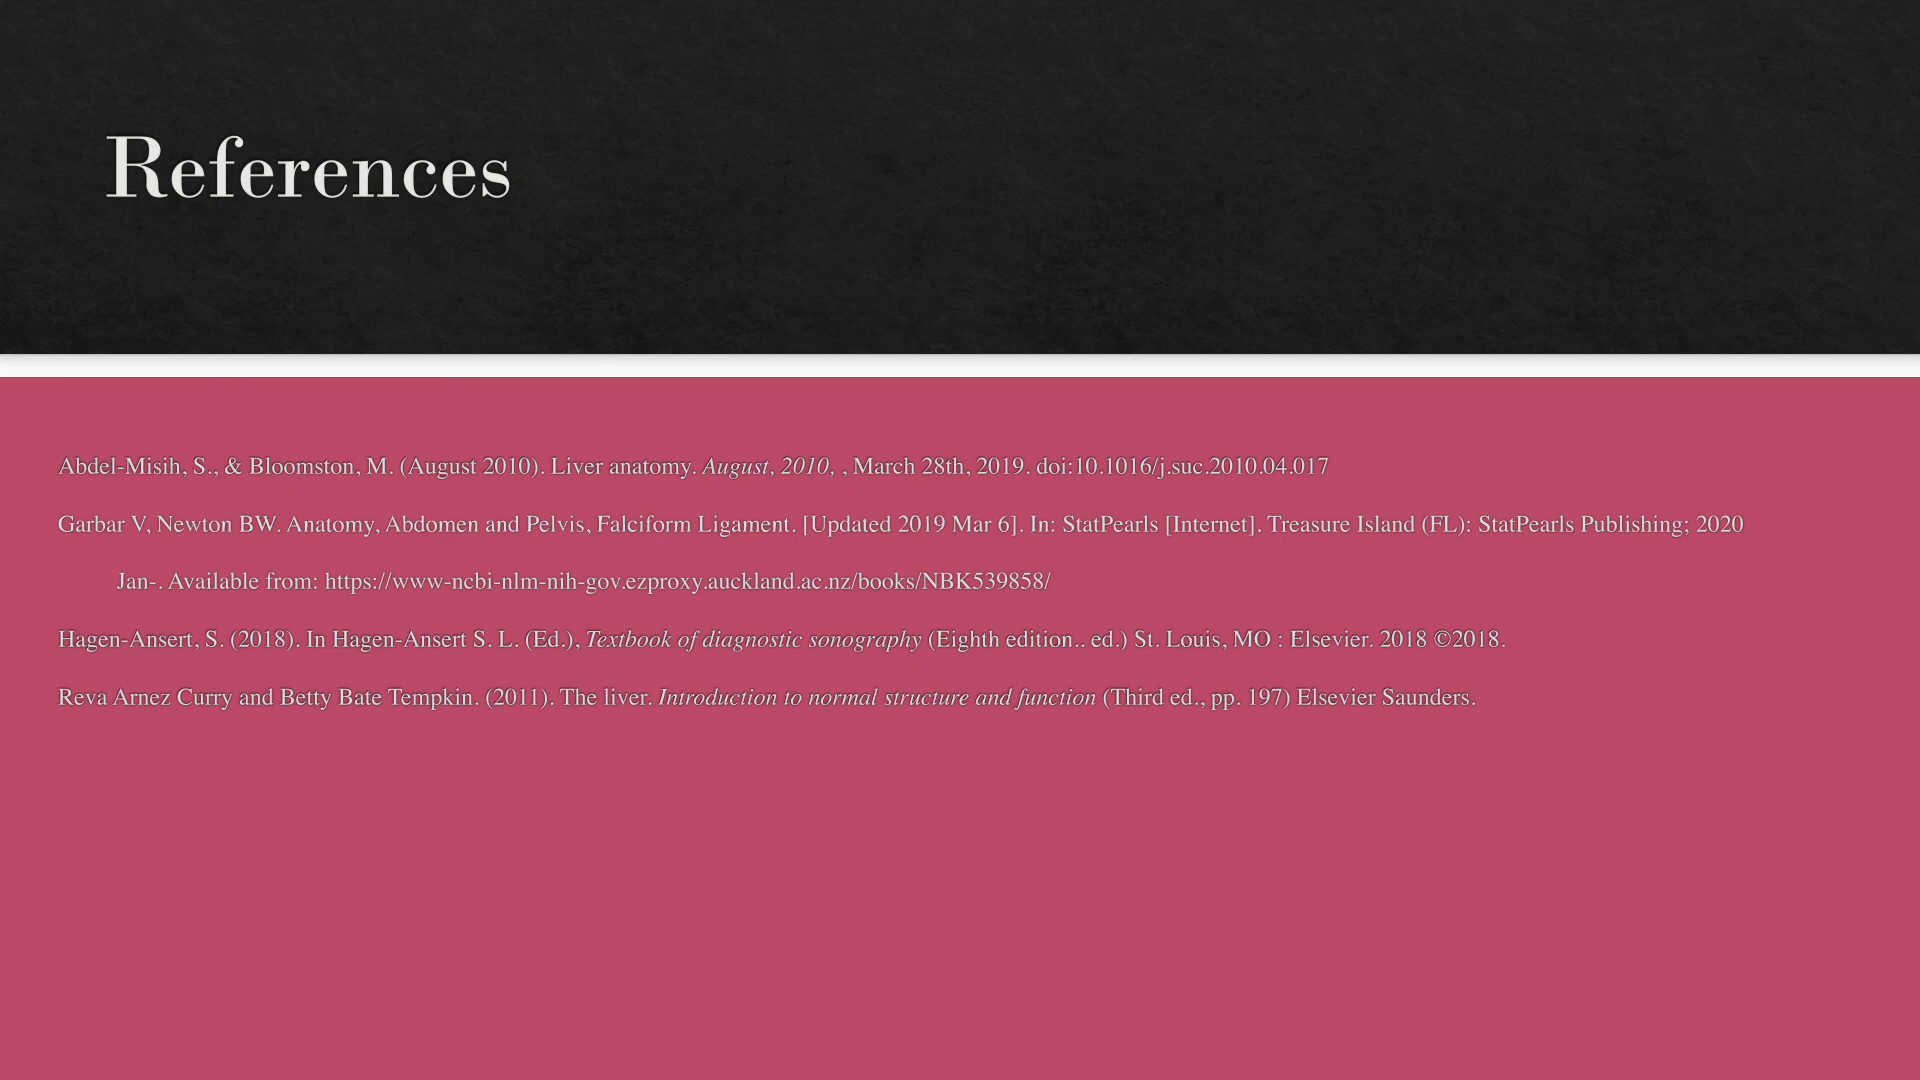 References
Abdel-Misih, S., & Bloomston, M. (August 2010). Liver anatomy. August, 2010, , March 28th, 2019. doi:10.1016/j.suc.2010.04.017
Garbar V, Newton BW. Anatomy, Abdomen and Pelvis, Falciform Ligament. [Updated 2019 Mar 6]. In: StatPearls [Internet]. Treasure Island (FL): StatPearls Publishing; 2020
Jan-. Available from: https://www-ncbi-nlm-nih-gov.ezproxy.auckland.ac.nz/books/NBK539858/
Hagen-Ansert, S. (2018). In Hagen-Ansert S. L. (Ed.), Textbook of diagnostic sonography (Eighth edition.. ed.) St. Louis, MO : Elsevier. 2018 ©2018.
Reva Arnez Curry and Betty Bate Tempkin. (2011). The liver. Introduction to normal structure and function (Third ed., pp. 197) Elsevier Saunders.